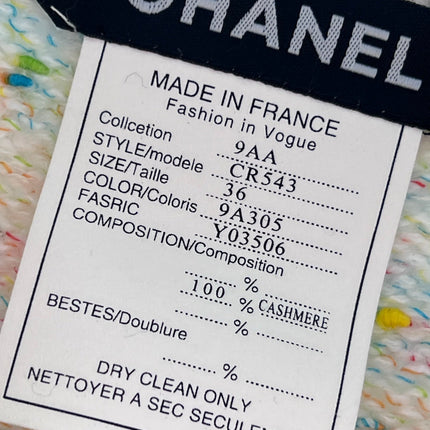 CHANEL
MADE IN FRANCE
Fashion in Vogue
Collcetion 9AA
STYLE/modele CR543
SIZE/Taille 36
COLOR/Coloris 9A305
FASRIC Y03506
COMPOSITION/Composition
%
100 % CASHMERE
%
BESTES/Doublure
%
DRY CLEAN ONLY
NETTOYER A SEC SECULE